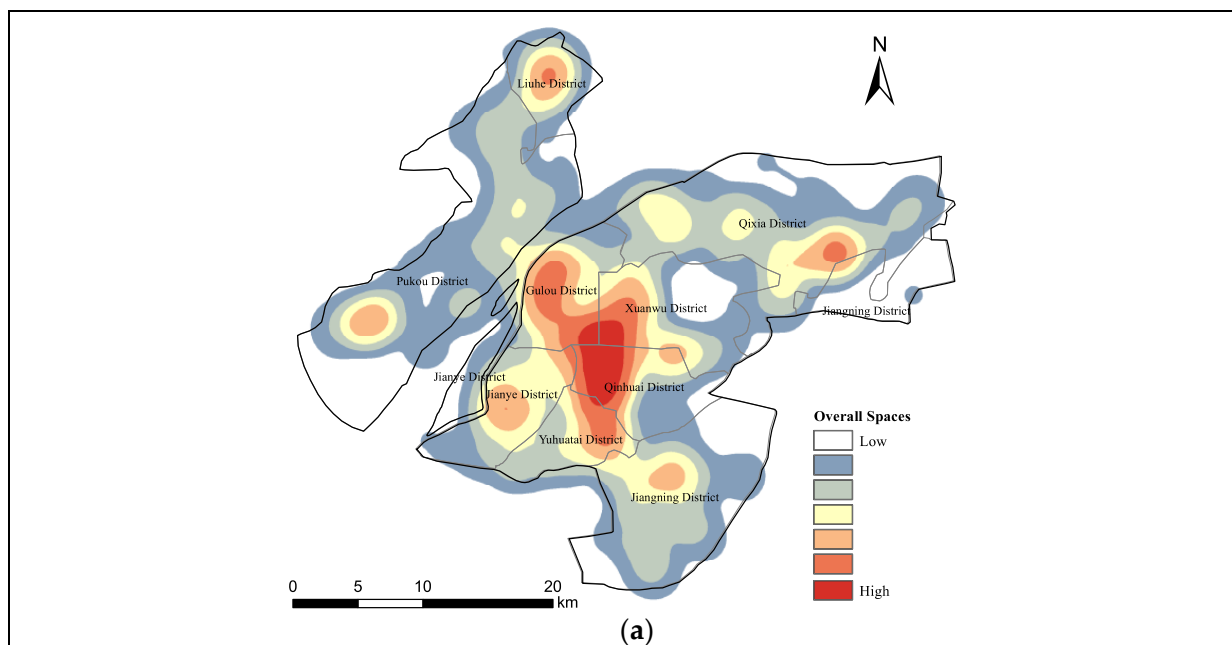 N
Liuhe District
Qixia District
Pukou District
Gulou District
Xuanwu District
Jiangning District
Jianye District
Jianye District
Qinhuai District
Yuhuatai District
Jiangning District
Overall Spaces
Low
High
0 5 10 20
km
(a)